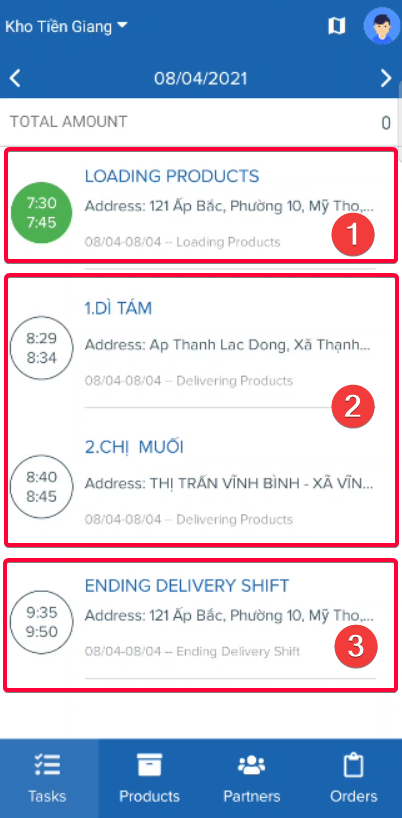 Kho Tiền Giang
08/04/2021
TOTAL AMOUNT 0
7:30
7:45
LOADING PRODUCTS
Address: 121 Ấp Bắc, Phường 10, Mỹ Tho,...
08/04-08/04 -- Loading Products
1
8:29
8:34
1.DÌ TÁM
Address: Ap Thanh Lac Dong, Xã Thạnh...
08/04-08/04 -- Delivering Products
2
8:40
8:45
2.CHỊ MUỐI
Address: THỊ TRẤN VĨNH BÌNH - XÃ VĨN...
08/04-08/04 -- Delivering Products
9:35
9:50
ENDING DELIVERY SHIFT
Address: 121 Ấp Bắc, Phường 10, Mỹ Tho,...
08/04-08/04 -- Ending Delivery Shift
3
Tasks Products Partners Orders